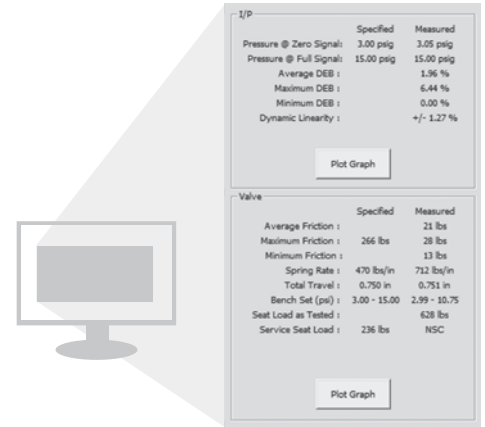 I/P
Specified Measured
Pressure @ Zero Signal: 3.00 psig 3.05 psig
Pressure @ Full Signal: 15.00 psig 15.00 psig
Average DEB : 1.96 %
Maximum DEB : 6.44 %
Minimum DEB : 0.00 %
Dynamic Linearity : +/- 1.27 %
Plot Graph
Valve
Specified Measured
Average Friction : 21 lbs
Maximum Friction : 266 lbs 28 lbs
Minimum Friction : 13 lbs
Spring Rate : 470 lbs/in 712 lbs/in
Total Travel : 0.750 in 0.751 in
Bench Set (psi) : 3.00 - 15.00 2.99 - 10.75
Seat Load as Tested : 628 lbs
Service Seat Load : 236 lbs NSC
Plot Graph